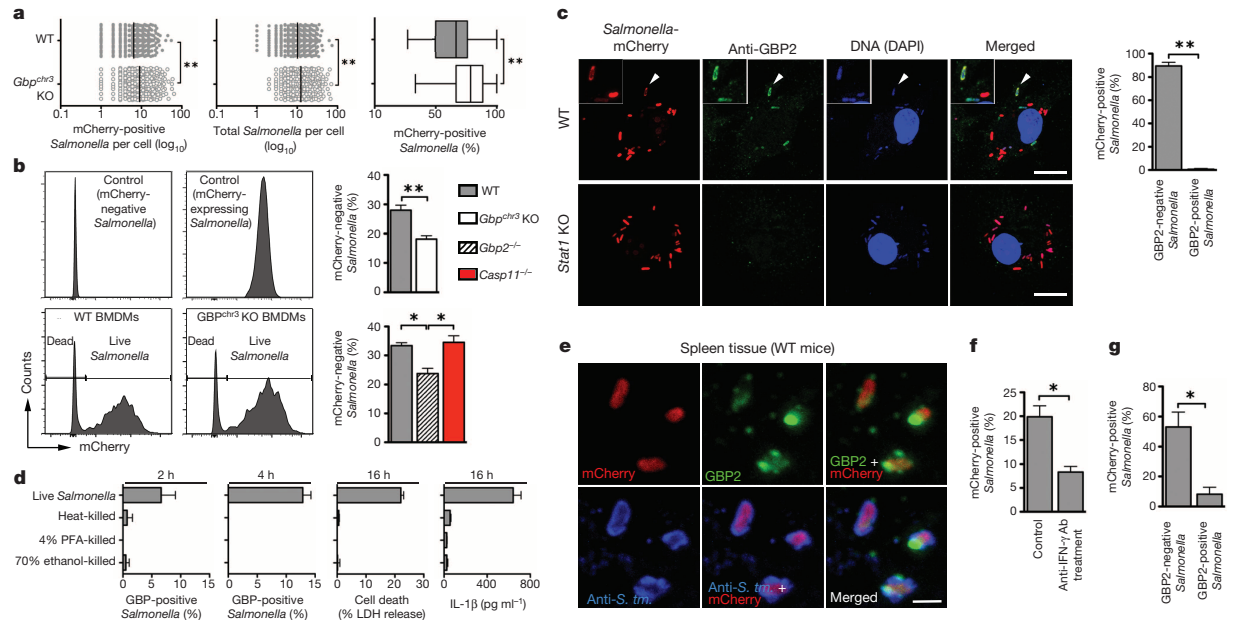 a
WT
Gbp^chr3
KO
**
0.1 1 10 100
mCherry-positive
Salmonella per cell (log10)
**
0.1 1 10 100
Total Salmonella per cell
(log10)
**
10 55 100
mCherry-positive
Salmonella (%)
b
Control
(mCherry-
negative
Salmonella)
Control
(mCherry-
expressing
Salmonella)
WT BMDMs
Dead
Live
Salmonella
GBP^chr3 KO BMDMs
Dead
Live
Salmonella
Counts
mCherry
mCherry-negative
Salmonella (%)
40
30
20
10
0
**
WT
Gbp^chr3 KO
Gbp2−/−
Casp11−/−
mCherry-negative
Salmonella (%)
40
30
20
10
0
* *
c
Salmonella-
mCherry
Anti-GBP2
DNA (DAPI)
Merged
WT
Stat1 KO
mCherry-positive
Salmonella (%)
100
80
60
40
20
0
**
GBP2-negative
Salmonella
GBP2-positive
Salmonella
d
2 h
4 h
16 h
16 h
Live Salmonella
Heat-killed
4% PFA-killed
70% ethanol-killed
0 5 10 15
GBP-positive
Salmonella (%)
0 5 10 15
GBP-positive
Salmonella (%)
0 10 20 30
Cell death
(% LDH release)
0 400 800
IL-1β (pg ml−1)
e
Spleen tissue (WT mice)
mCherry
GBP2
GBP2 +
mCherry
Anti-S. tm.
Anti-S. tm. +
mCherry
Merged
f
mCherry-positive
Salmonella (%)
25
20
15
10
5
0
*
Control
Anti-IFN-γ Ab
treatment
g
mCherry-positive
Salmonella (%)
80
60
40
20
0
*
GBP2-negative
Salmonella
GBP2-positive
Salmonella